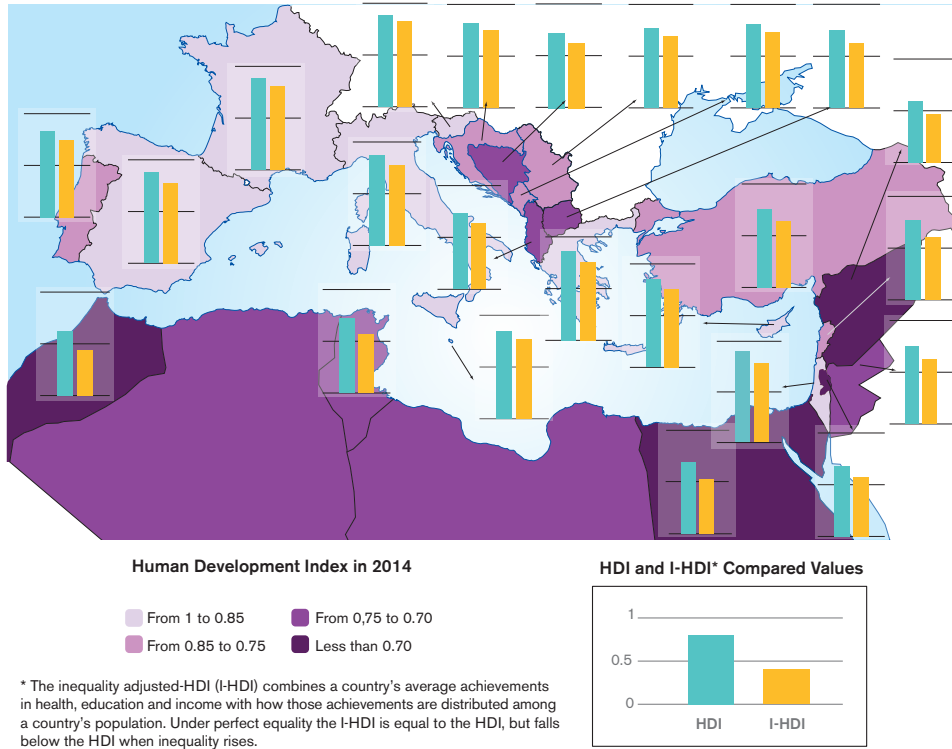 Human Development Index in 2014
From 1 to 0.85
From 0.85 to 0.75
From 0,75 to 0.70
Less than 0.70
* The inequality adjusted-HDI (I-HDI) combines a country's average achievements
in health, education and income with how those achievements are distributed among
a country's population. Under perfect equality the I-HDI is equal to the HDI, but falls
below the HDI when inequality rises.
HDI and I-HDI* Compared Values
1
0.5
0
HDI
I-HDI